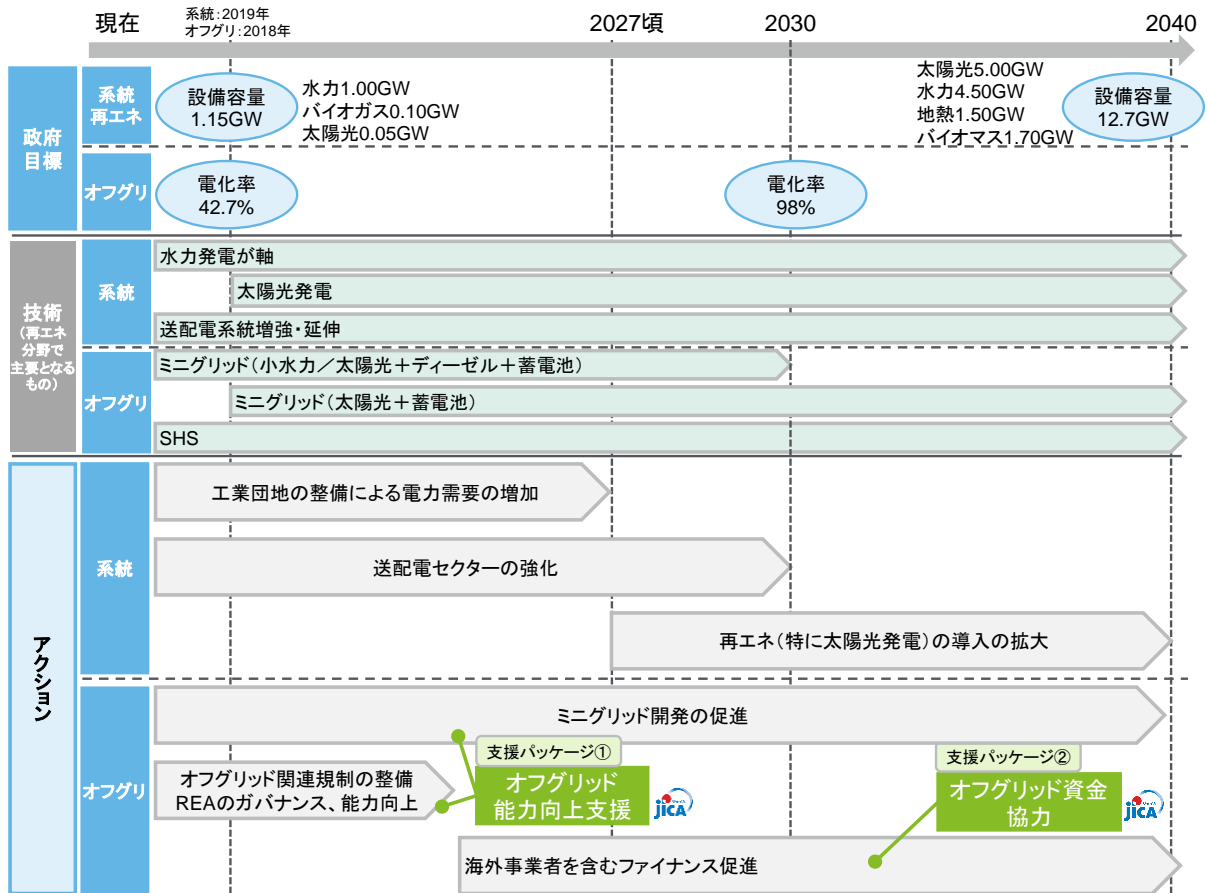 現在
系統:2019年
オフグリ:2018年
2027頃
2030
2040
政府
目標
系統
再エネ
設備容量
1.15GW
水力1.00GW
バイオガス0.10GW
太陽光0.05GW
太陽光5.00GW
水力4.50GW
地熱1.50GW
バイオマス1.70GW
設備容量
12.7GW
オフグリ
電化率
42.7%
電化率
98%
技術
(再エネ
分野で
主要となる
もの)
系統
水力発電が軸
太陽光発電
送配電系統増強・延伸
オフグリ
ミニグリッド(小水力/太陽光+ディーゼル+蓄電池)
ミニグリッド(太陽光+蓄電池)
SHS
アクション
系統
工業団地の整備による電力需要の増加
送配電セクターの強化
再エネ(特に太陽光発電)の導入の拡大
オフグリ
ミニグリッド開発の促進
オフグリッド関連規制の整備
REAのガバナンス、能力向上
支援パッケージ①
オフグリッド
能力向上支援
jICA
支援パッケージ②
オフグリッド資金
協力
jICA
海外事業者を含むファイナンス促進